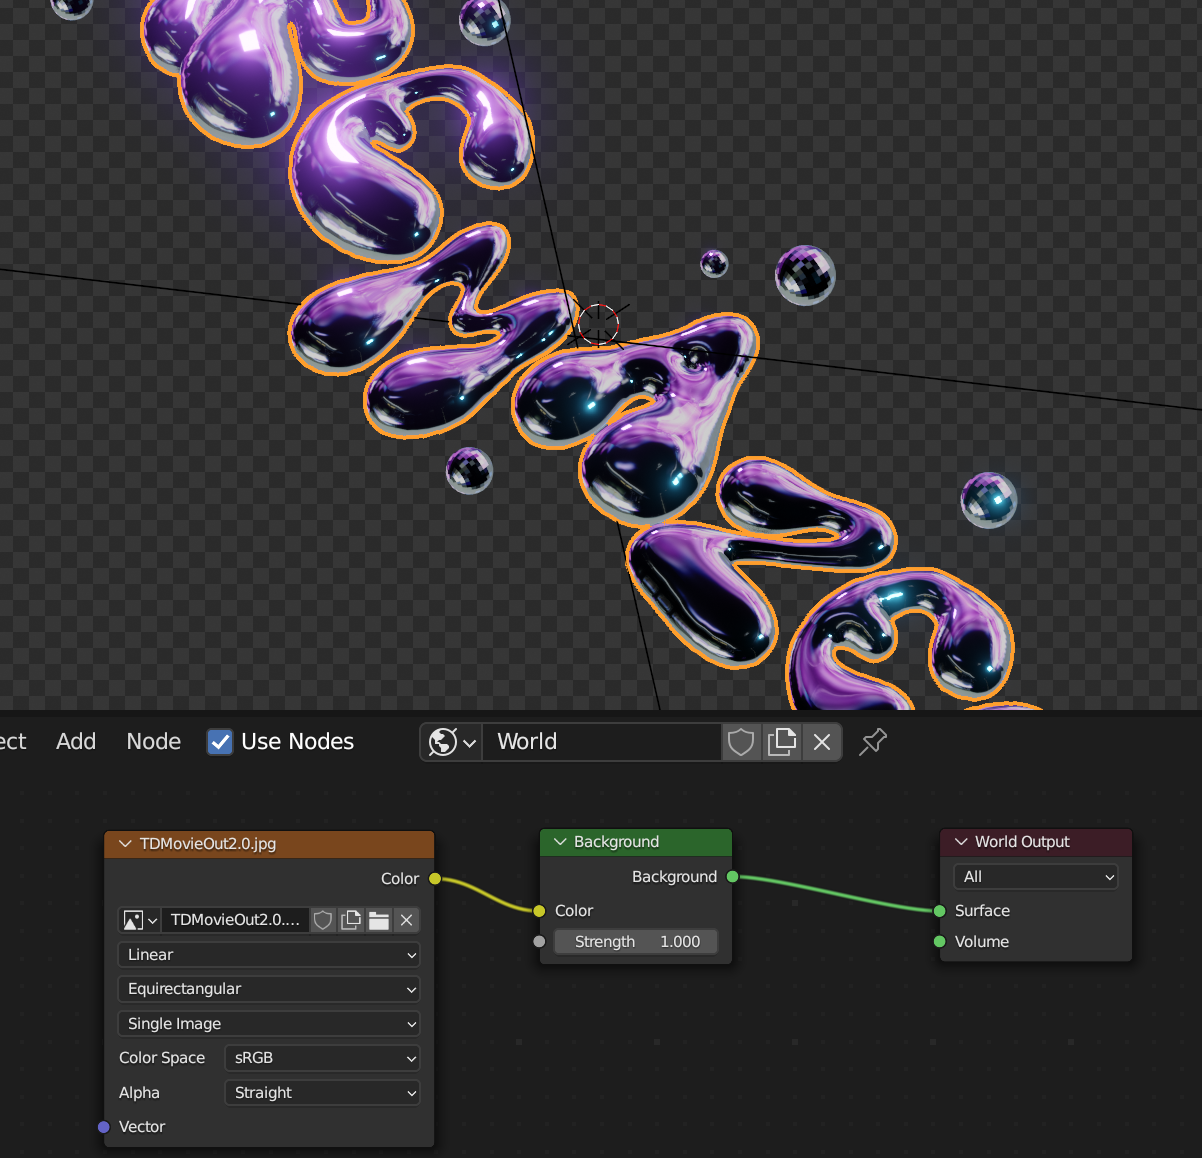 ect Add Node Use Nodes World
TDMovieOut2.0.jpg
Color
TDMovieOut2.0....
Linear
Equirectangular
Single Image
Color Space sRGB
Alpha Straight
Vector
Background
Background
Color
Strength 1.000
World Output
All
Surface
Volume